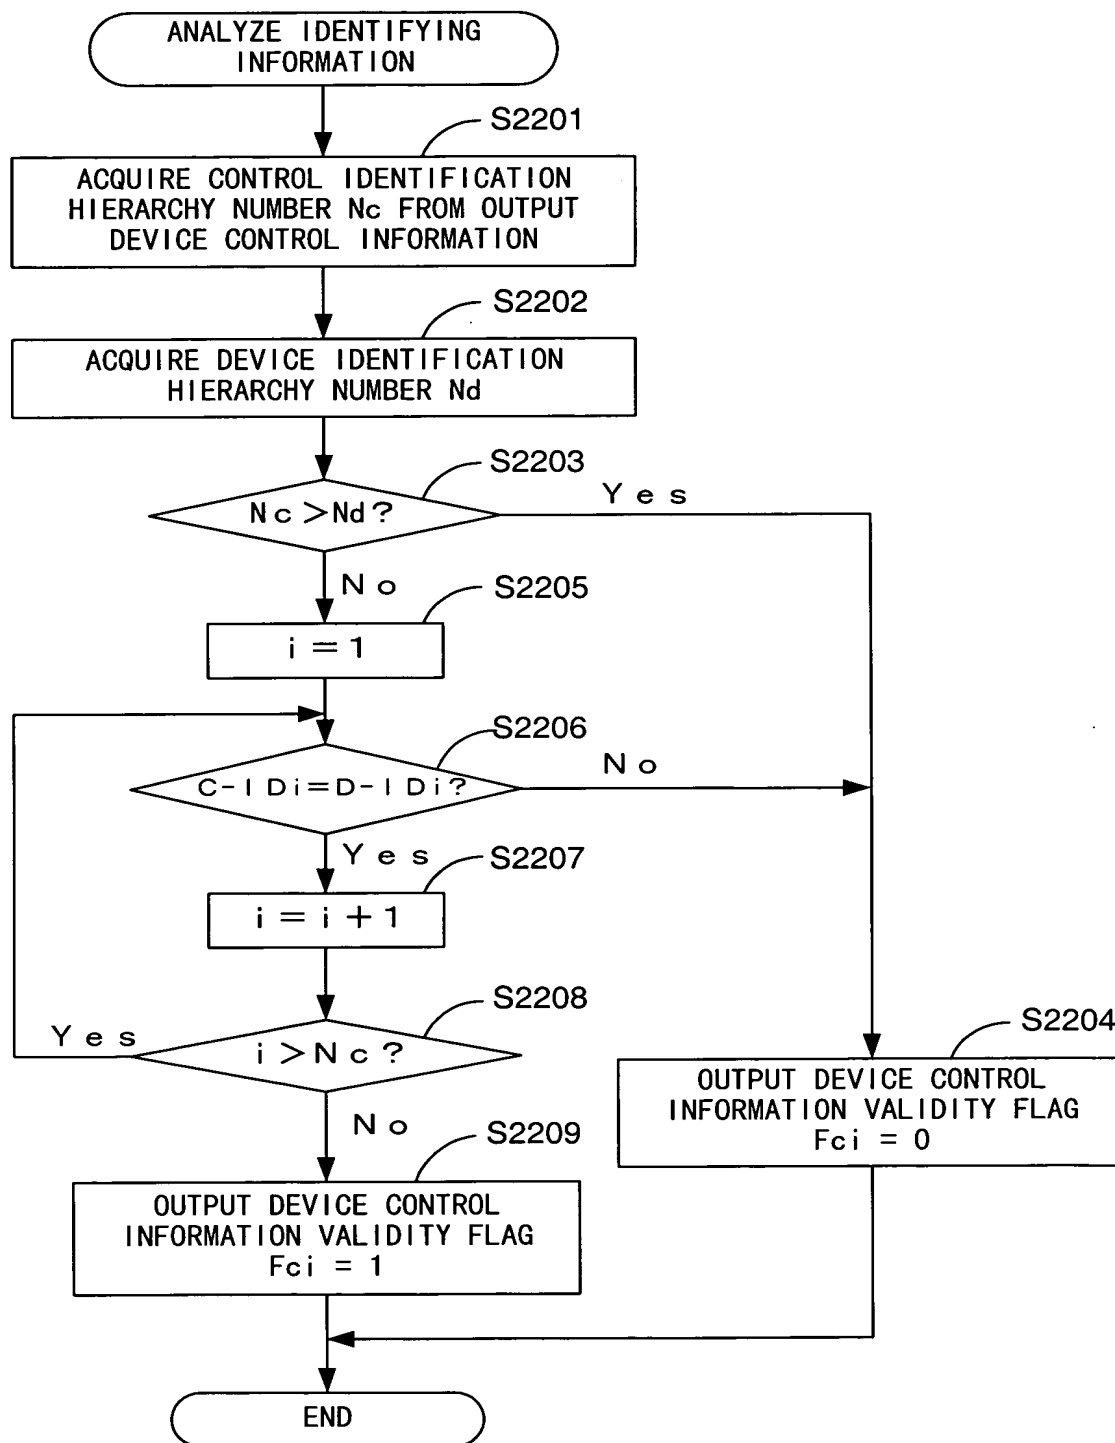 ANALYZE IDENTIFYING
INFORMATION
S2201
ACQUIRE CONTROL IDENTIFICATION
HIERARCHY NUMBER Nc FROM OUTPUT
DEVICE CONTROL INFORMATION
S2202
ACQUIRE DEVICE IDENTIFICATION
HIERARCHY NUMBER Nd
S2203
Nc>Nd?
Yes
No
S2205
i=1
S2206
C-IDi=D-IDi?
No
Yes
S2207
i=i+1
S2208
i>Nc?
Yes
No
S2204
OUTPUT DEVICE CONTROL
INFORMATION VALIDITY FLAG
Fci = 0
S2209
OUTPUT DEVICE CONTROL
INFORMATION VALIDITY FLAG
Fci = 1
END